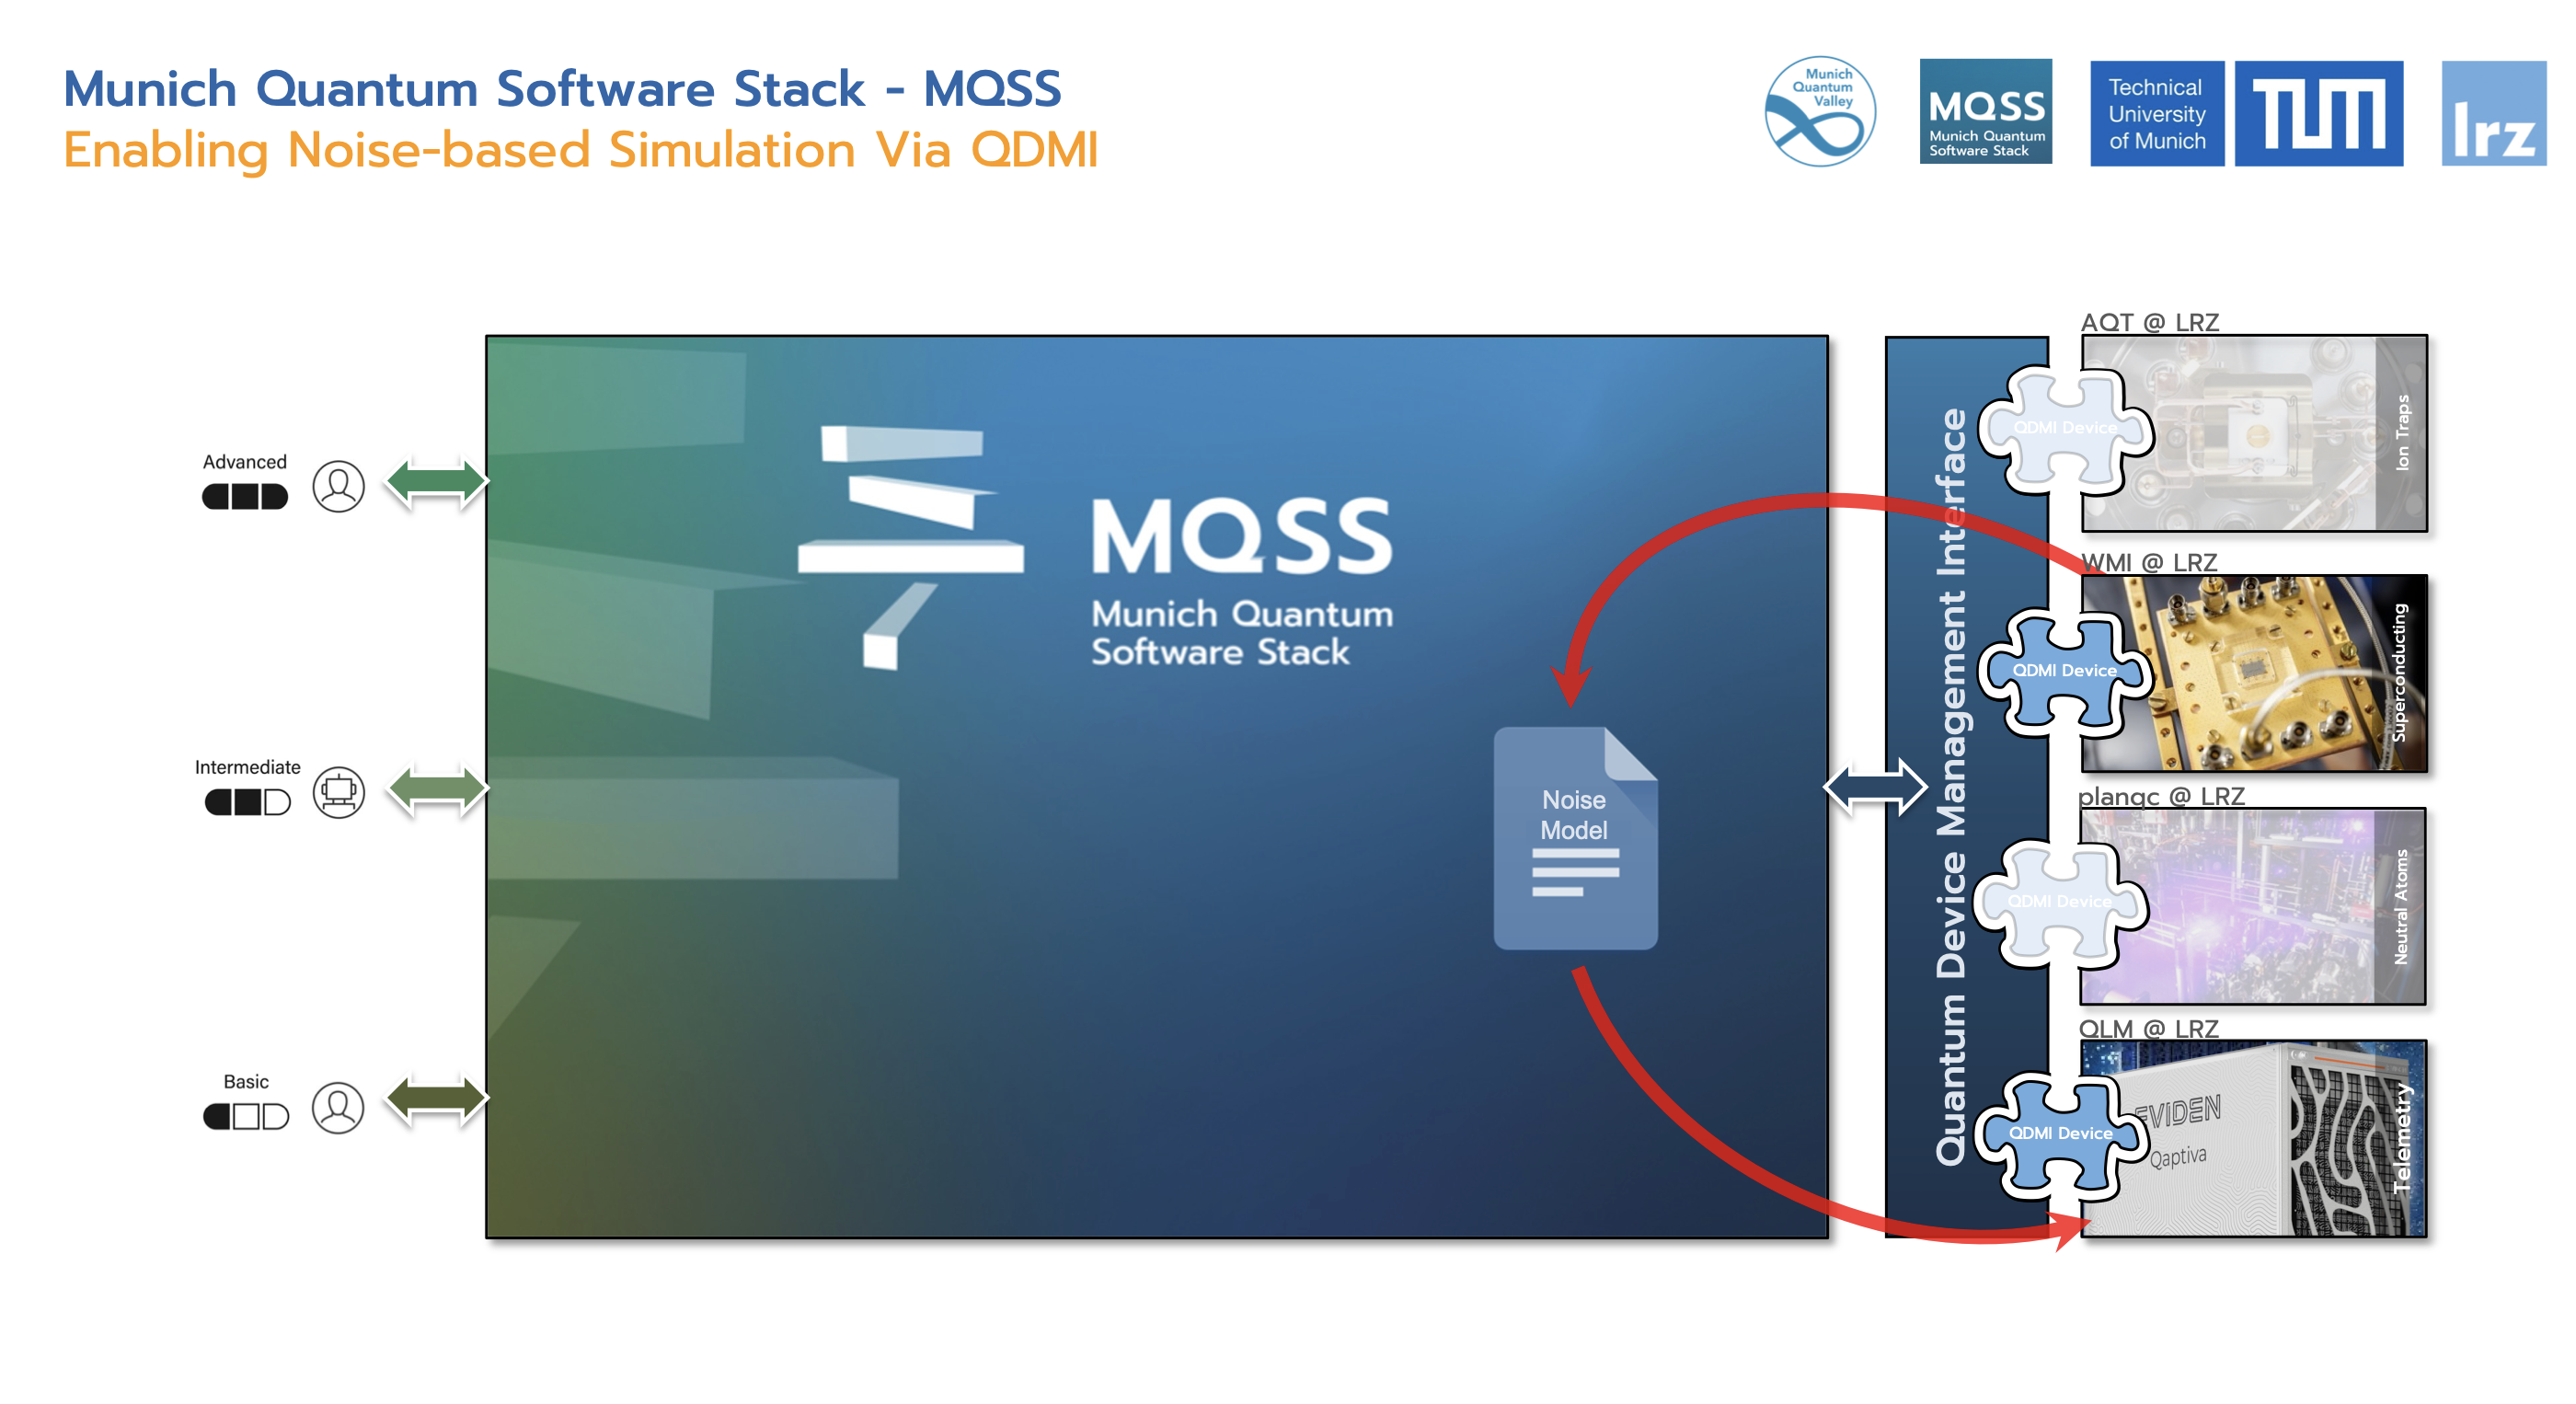 Munich Quantum Software Stack - MQSS
Enabling Noise-based Simulation Via QDMI
Munich
Quantum
Valley
MQSS
Munich Quantum
Software Stack
Technical
University
of Munich
TUM
lrz
Advanced
Intermediate
Basic
MQSS
Munich Quantum
Software Stack
Noise
Model
Quantum Device Management Interface
AQT @ LRZ
QDMI Device
Ion Traps
WMI @ LRZ
QDMI Device
Superconducting
planqc @ LRZ
QDMI Device
Neutral Atoms
QLM @ LRZ
QDMI Device
EVIDEN
Qaptiva
Telemetry